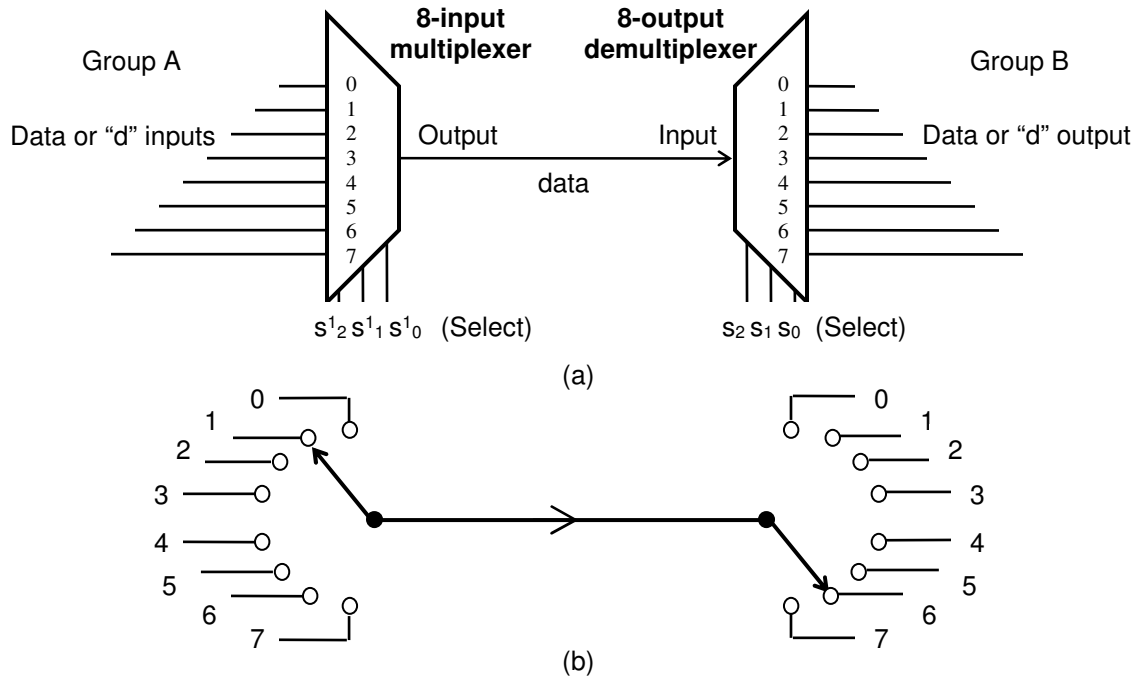 8-input
multiplexer
8-output
demultiplexer
Group A
Group B
Data or “d” inputs
0
1
2
3
4
5
6
7
Output
Input
data
0
1
2
3
4
5
6
7
Data or “d” output
s¹₂ s¹₁ s¹₀ (Select)
s₂ s₁ s₀ (Select)
(a)
0
1
2
3
4
5
6
7
0
1
2
3
4
5
6
7
(b)